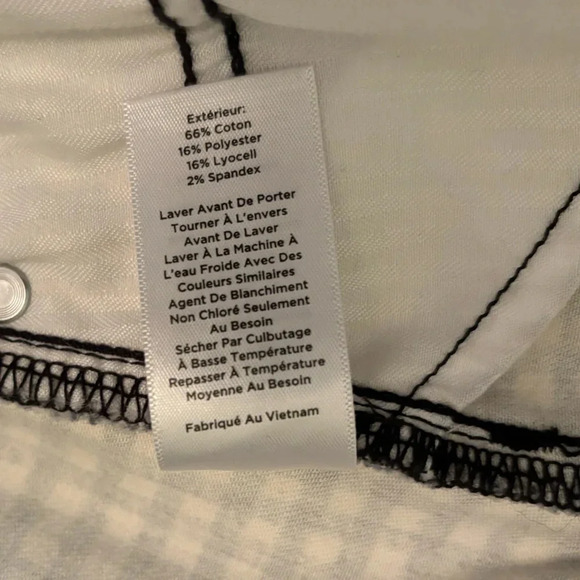 Extérieur:
66% Coton
16% Polyester
16% Lyocell
2% Spandex
Laver Avant De Porter
Tourner À L'envers
Avant De Laver
Laver À La Machine À
L'eau Froide Avec Des
Couleurs Similaires
Agent De Blanchiment
Non Chloré Seulement
Au Besoin
Sécher Par Culbutage
À Basse Température
Repasser À Température
Moyenne Au Besoin
Fabriqué Au Vietnam